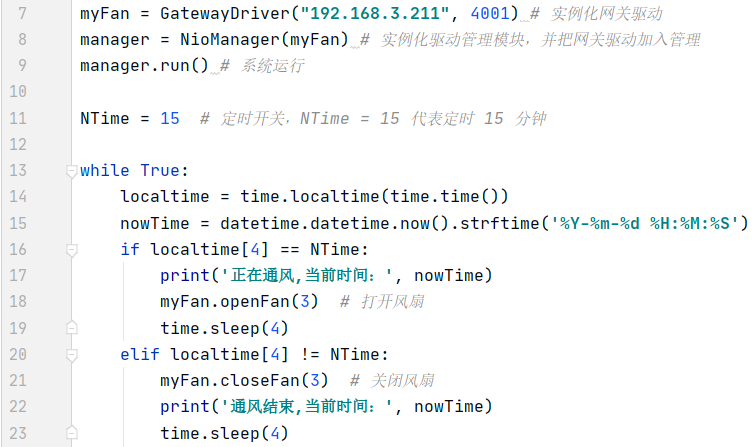 7 myFan = GatewayDriver("192.168.3.211", 4001) # 实例化网关驱动
8 manager = NioManager(myFan) # 实例化驱动管理模块，并把网关驱动加入管理
9 manager.run() # 系统运行
10
11 NTime = 15  # 定时开关，NTime = 15 代表定时 15 分钟
12
13 while True:
14     localtime = time.localtime(time.time())
15     nowTime = datetime.datetime.now().strftime('%Y-%m-%d %H:%M:%S')
16     if localtime[4] == NTime:
17         print('正在通风,当前时间：', nowTime)
18         myFan.openFan(3)  # 打开风扇
19         time.sleep(4)
20     elif localtime[4] != NTime:
21         myFan.closeFan(3)  # 关闭风扇
22         print('通风结束,当前时间：', nowTime)
23         time.sleep(4)